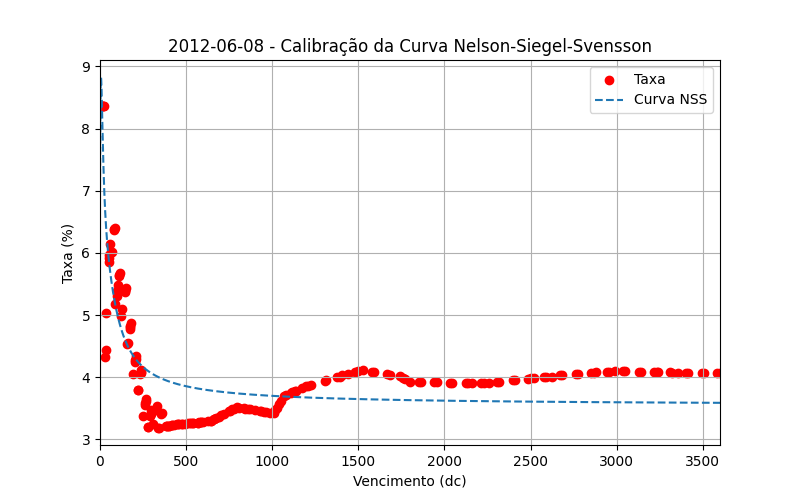 2012-06-08 - Calibração da Curva Nelson-Siegel-Svensson
Taxa
Curva NSS
Taxa (%)
9
8
7
6
5
4
3
0 500 1000 1500 2000 2500 3000 3500
Vencimento (dc)